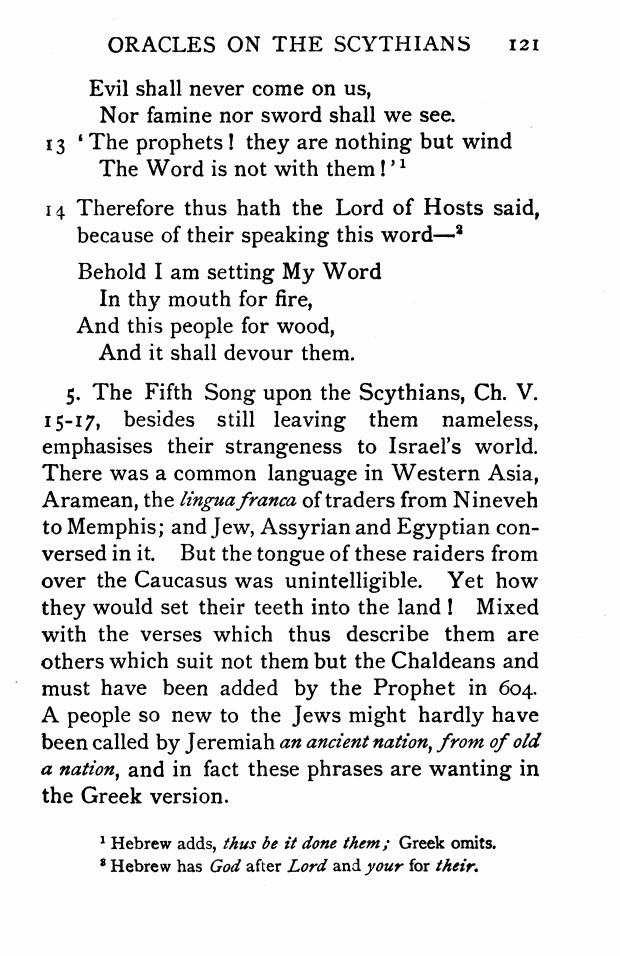 ORACLES ON THE SCYTHIANS 121
Evil shall never come on us,
Nor famine nor sword shall we see.
13 ‘The prophets! they are nothing but wind
The Word is not with them!’¹
14 Therefore thus hath the Lord of Hosts said,
because of their speaking this word—²
Behold I am setting My Word
In thy mouth for fire,
And this people for wood,
And it shall devour them.
5. The Fifth Song upon the Scythians, Ch. V.
15-17, besides still leaving them nameless,
emphasises their strangeness to Israel’s world.
There was a common language in Western Asia,
Aramean, the lingua franca of traders from Nineveh
to Memphis; and Jew, Assyrian and Egyptian con-
versed in it. But the tongue of these raiders from
over the Caucasus was unintelligible. Yet how
they would set their teeth into the land! Mixed
with the verses which thus describe them are
others which suit not them but the Chaldeans and
must have been added by the Prophet in 604.
A people so new to the Jews might hardly have
been called by Jeremiah an ancient nation, from of old
a nation, and in fact these phrases are wanting in
the Greek version.
¹ Hebrew adds, thus be it done them; Greek omits.
² Hebrew has God after Lord and your for their.